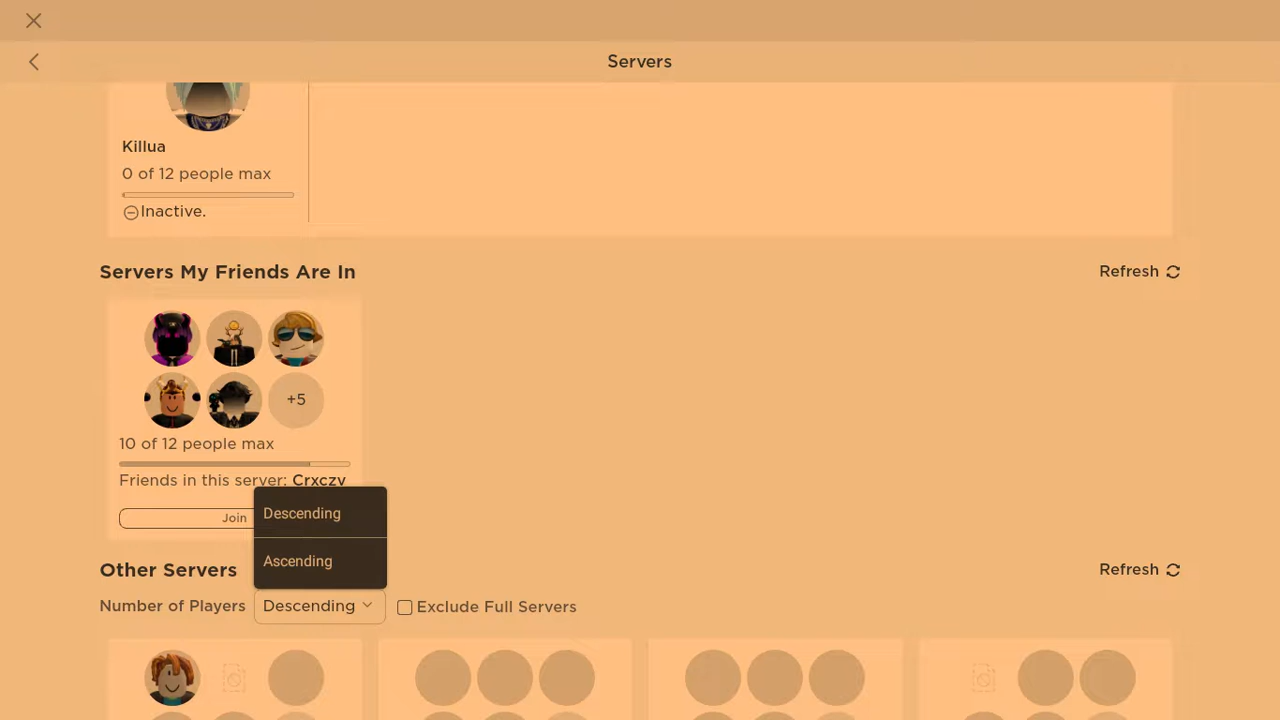 Servers
Killua
0 of 12 people max
Inactive.
Servers My Friends Are In
Refresh
+5
10 of 12 people max
Friends in this server: Crxczy
Join
Descending
Ascending
Other Servers
Refresh
Number of Players
Descending
Exclude Full Servers